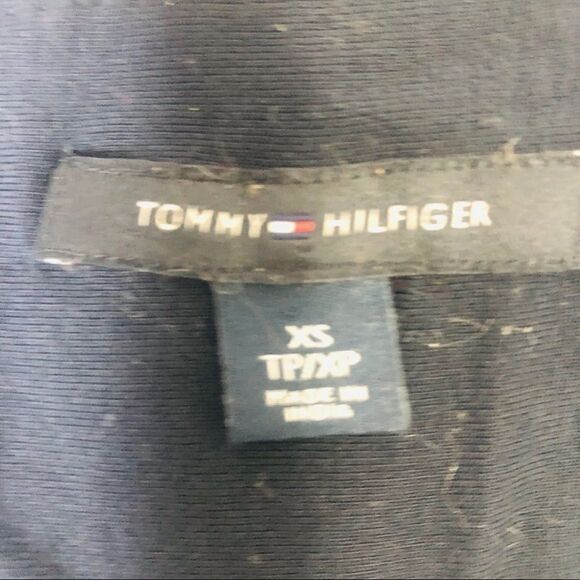 TOMMY HILFIGER
XS
TP/XP
MADE IN
INDIA